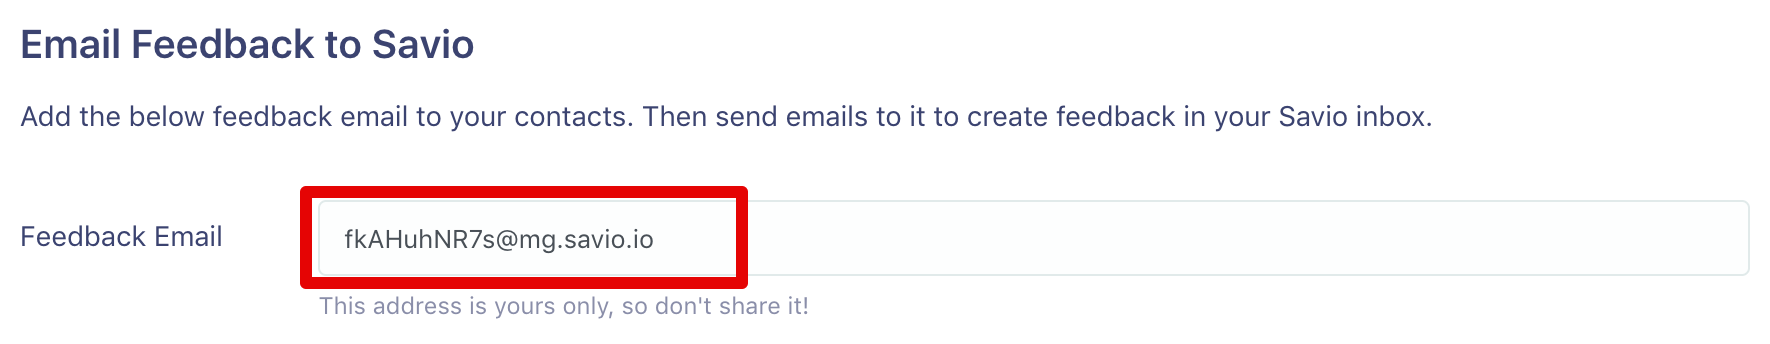 Email Feedback to Savio
Add the below feedback email to your contacts. Then send emails to it to create feedback in your Savio inbox.
Feedback Email
fkAHuhNR7s@mg.savio.io
This address is yours only, so don't share it!